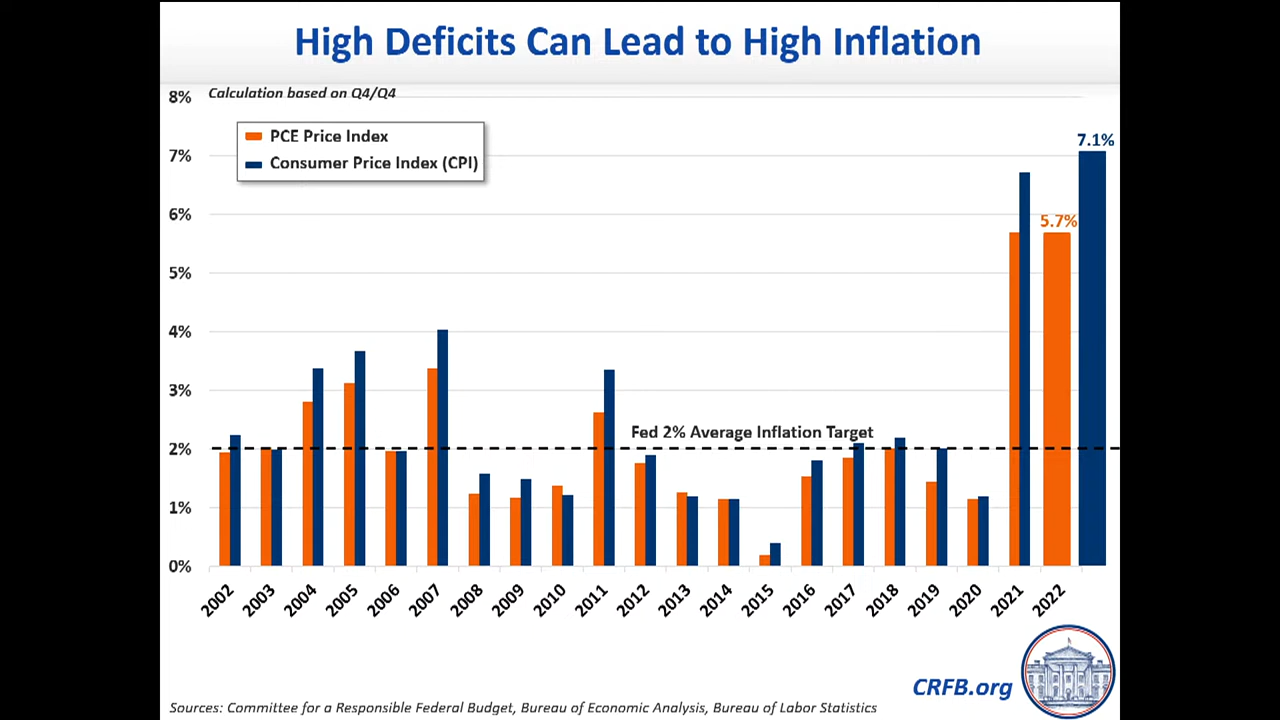 High Deficits Can Lead to High Inflation
Calculation based on Q4/Q4
8%
PCE Price Index
Consumer Price Index (CPI)
7.1%
7%
6%
5.7%
5%
4%
3%
Fed 2% Average Inflation Target
2%
1%
0%
2002 2003 2004 2005 2006 2007 2008 2009 2010 2011 2012 2013 2014 2015 2016 2017 2018 2019 2020 2021 2022
CRFB.org
Sources: Committee for a Responsible Federal Budget, Bureau of Economic Analysis, Bureau of Labor Statistics